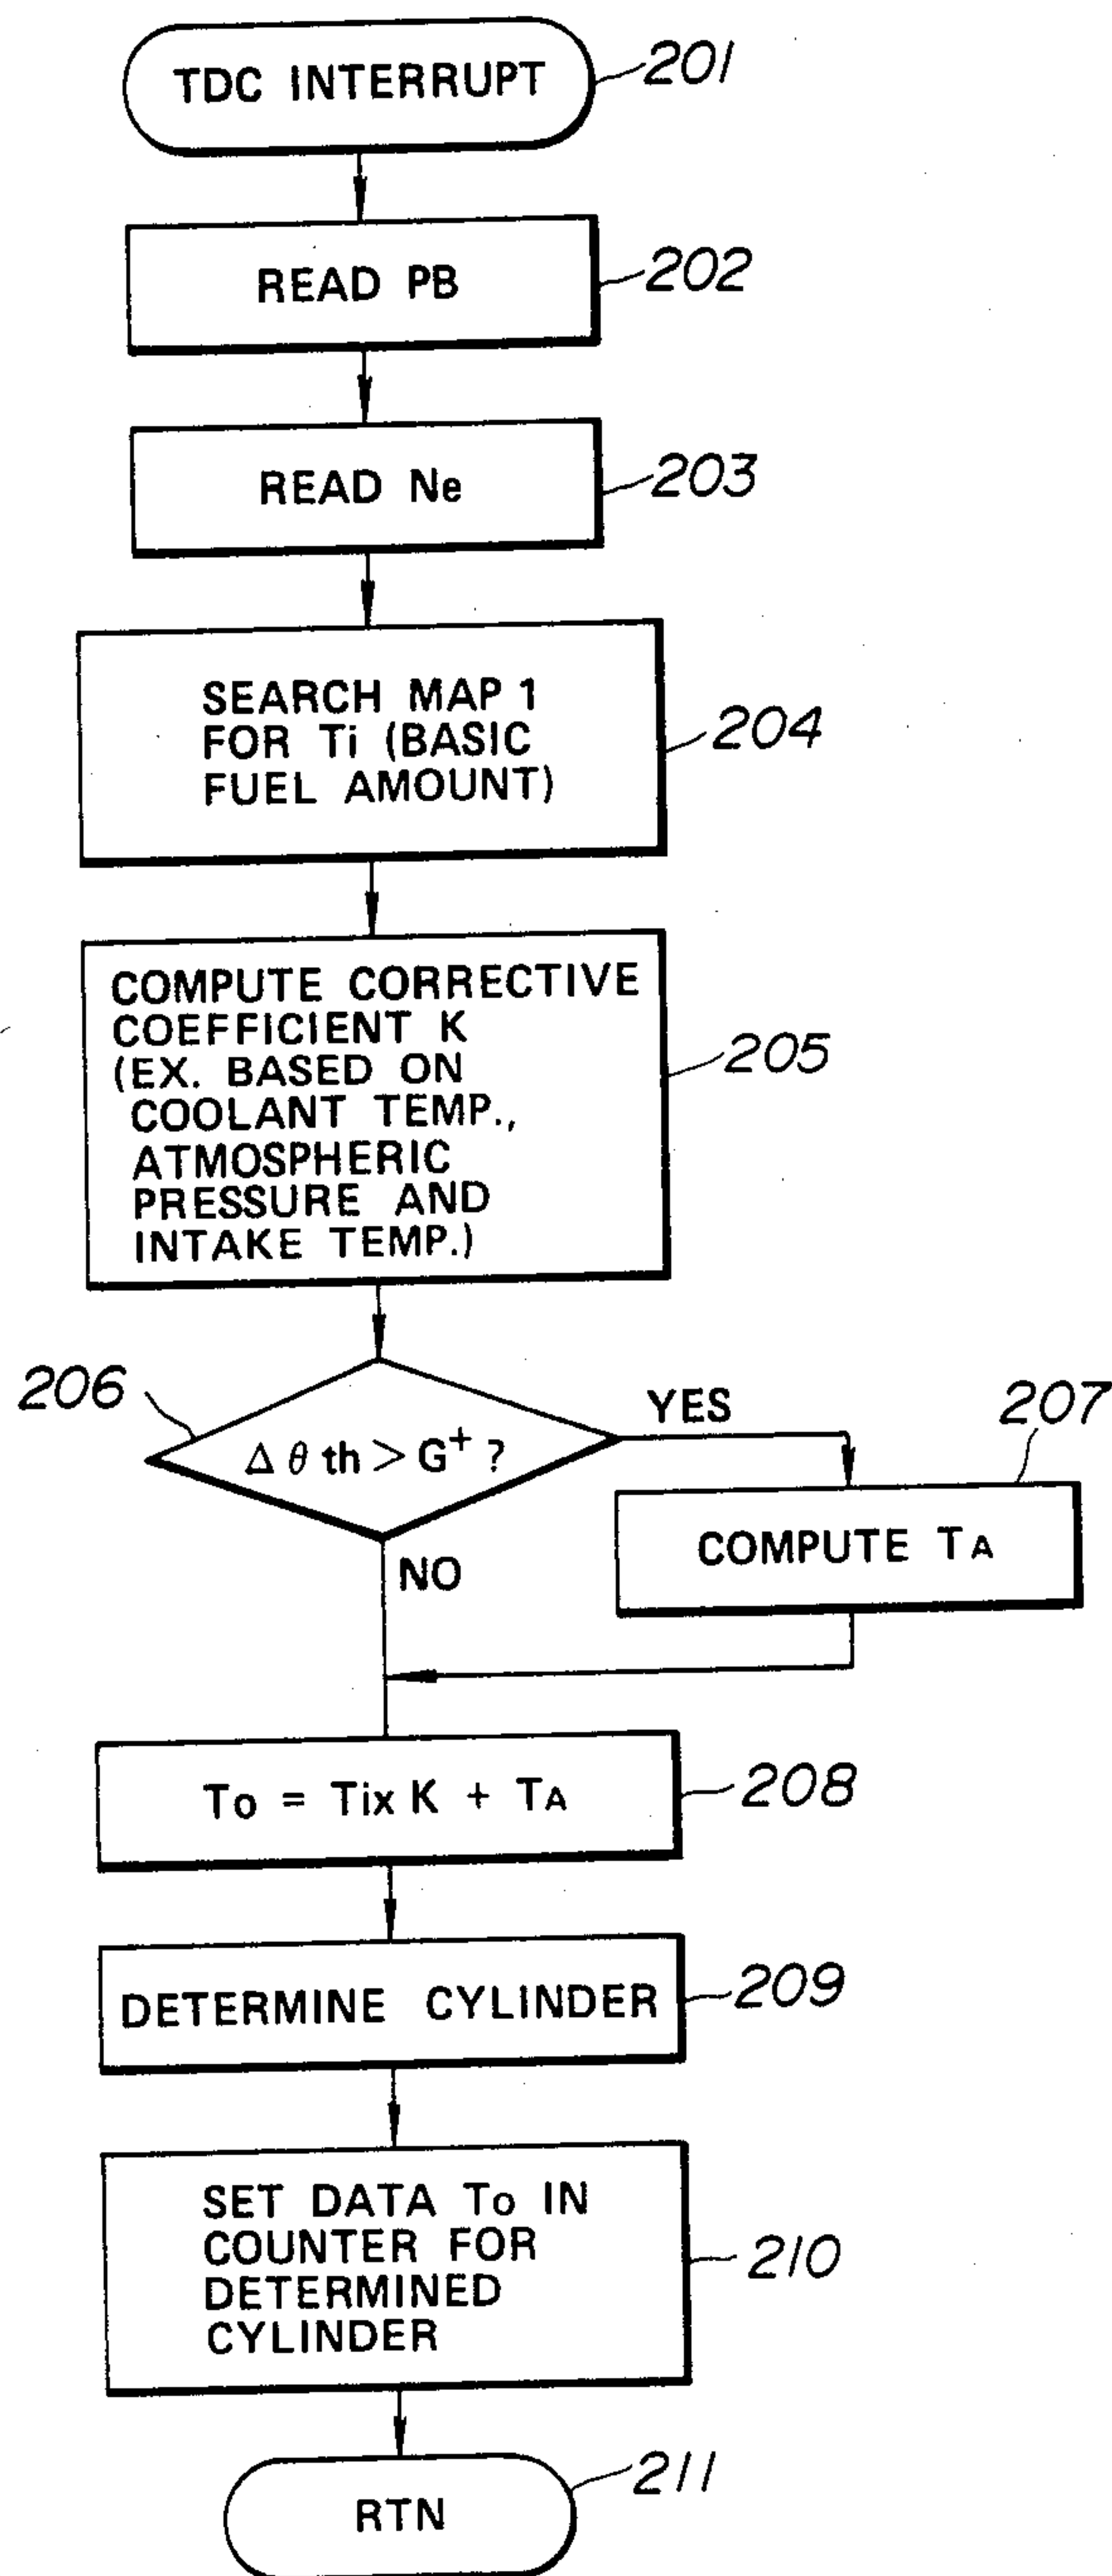 TDC INTERRUPT
201
READ PB
202
READ Ne
203
SEARCH MAP 1
FOR Ti (BASIC
FUEL AMOUNT)
204
COMPUTE CORRECTIVE
COEFFICIENT K
(EX. BASED ON
COOLANT TEMP.,
ATMOSPHERIC
PRESSURE AND
INTAKE TEMP.)
205
206
Δ θ th > G⁺ ?
YES
207
COMPUTE TA
NO
To = Tix K + TA
208
DETERMINE CYLINDER
209
SET DATA To IN
COUNTER FOR
DETERMINED
CYLINDER
210
RTN
211